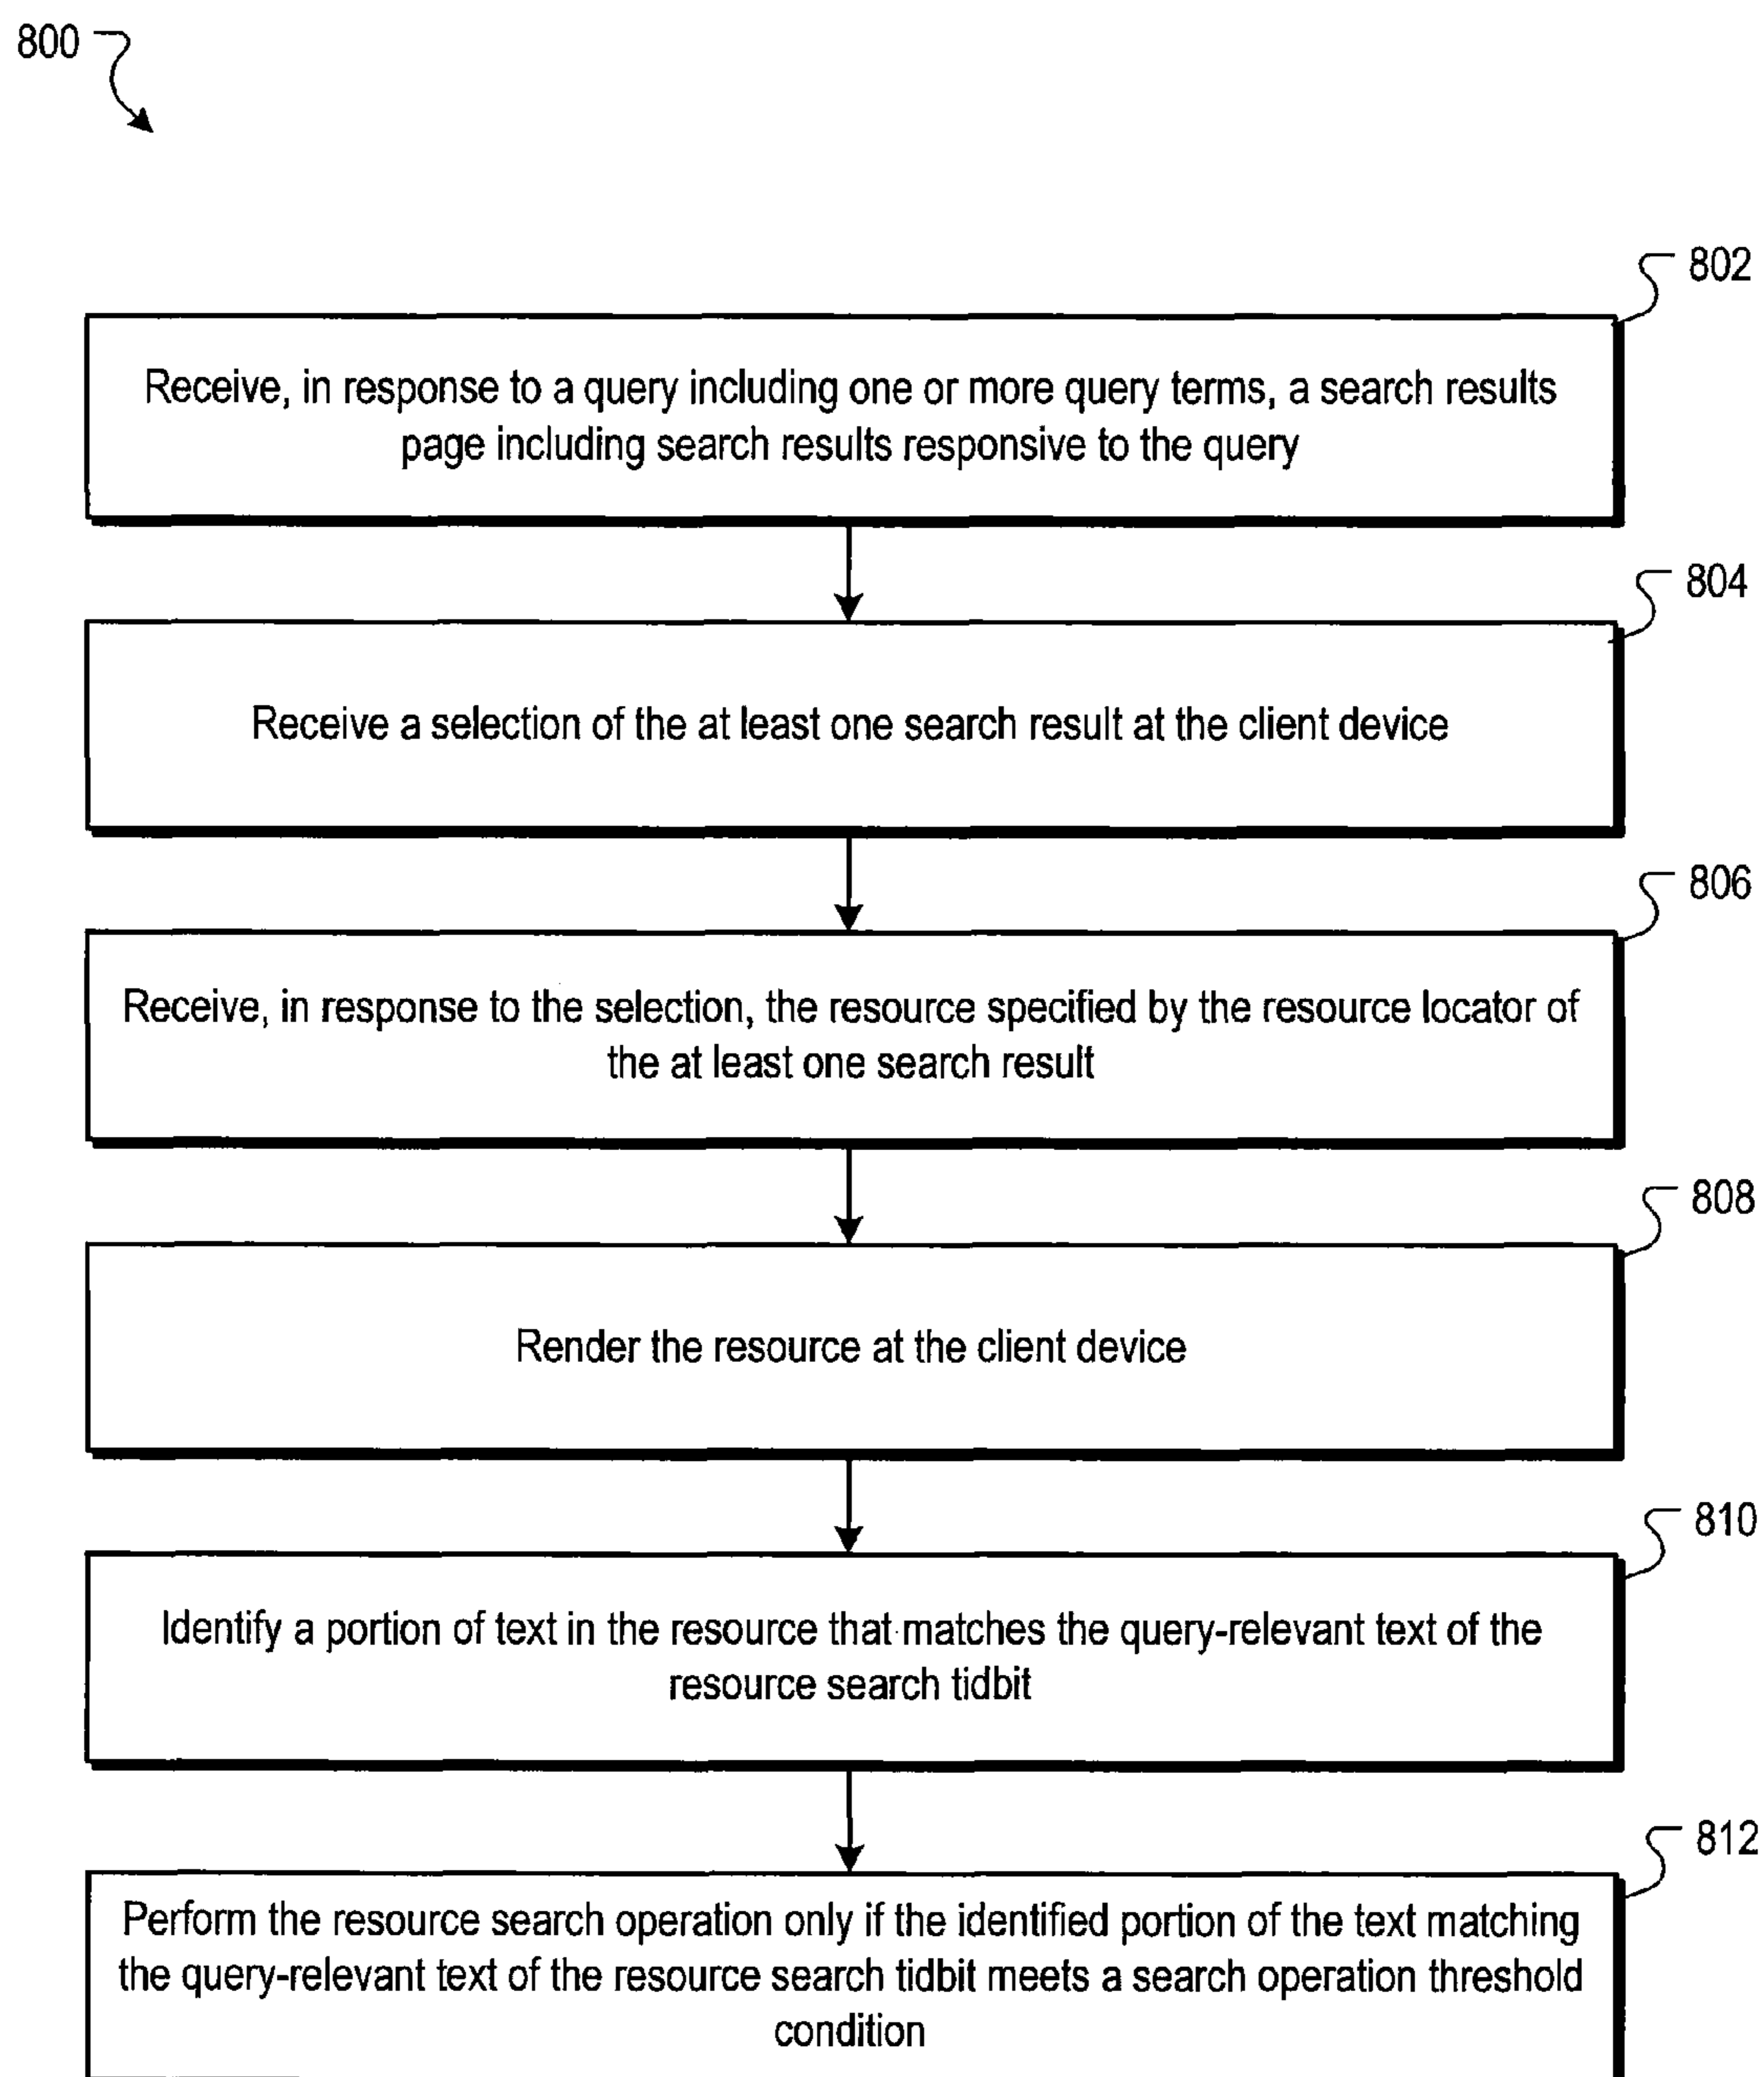 800
802
Receive, in response to a query including one or more query terms, a search results
page including search results responsive to the query
804
Receive a selection of the at least one search result at the client device
806
Receive, in response to the selection, the resource specified by the resource locator of
the at least one search result
808
Render the resource at the client device
810
Identify a portion of text in the resource that matches the query-relevant text of the
resource search tidbit
812
Perform the resource search operation only if the identified portion of the text matching
the query-relevant text of the resource search tidbit meets a search operation threshold
condition